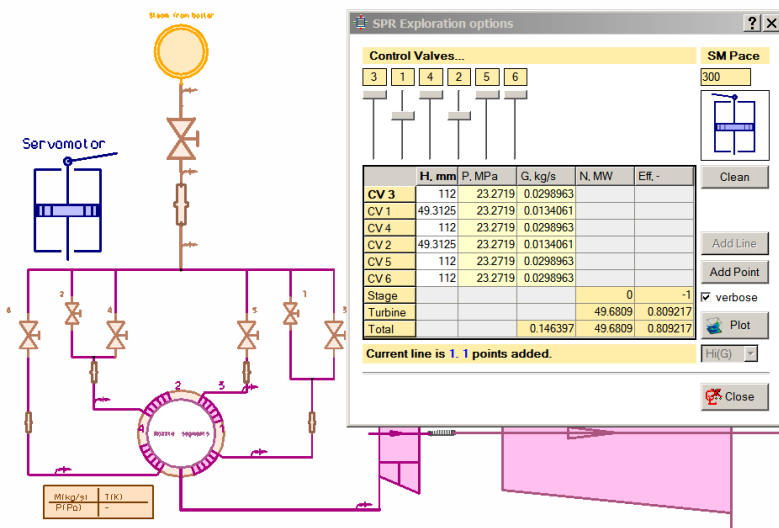 Steam from boiler
Servomotor
6
2
4
5
1
3
2
3
4
1
Nozzle segments
M(kg/s) T(K)
P(Pa) -
SPR Exploration options
Control Valves...
SM Pace
3 1 4 2 5 6
300
H, mm P, MPa G, kg/s N, MW Eff, -
CV 3 112 23.2719 0.0298963
CV 1 49.3125 23.2719 0.0134061
CV 4 112 23.2719 0.0298963
CV 2 49.3125 23.2719 0.0134061
CV 5 112 23.2719 0.0298963
CV 6 112 23.2719 0.0298963
Stage 0 -1
Turbine 49.6809 0.809217
Total 0.146397 49.6809 0.809217
Current line is 1. 1 points added.
Clean
Add Line
Add Point
verbose
Plot
Hi(G)
Close